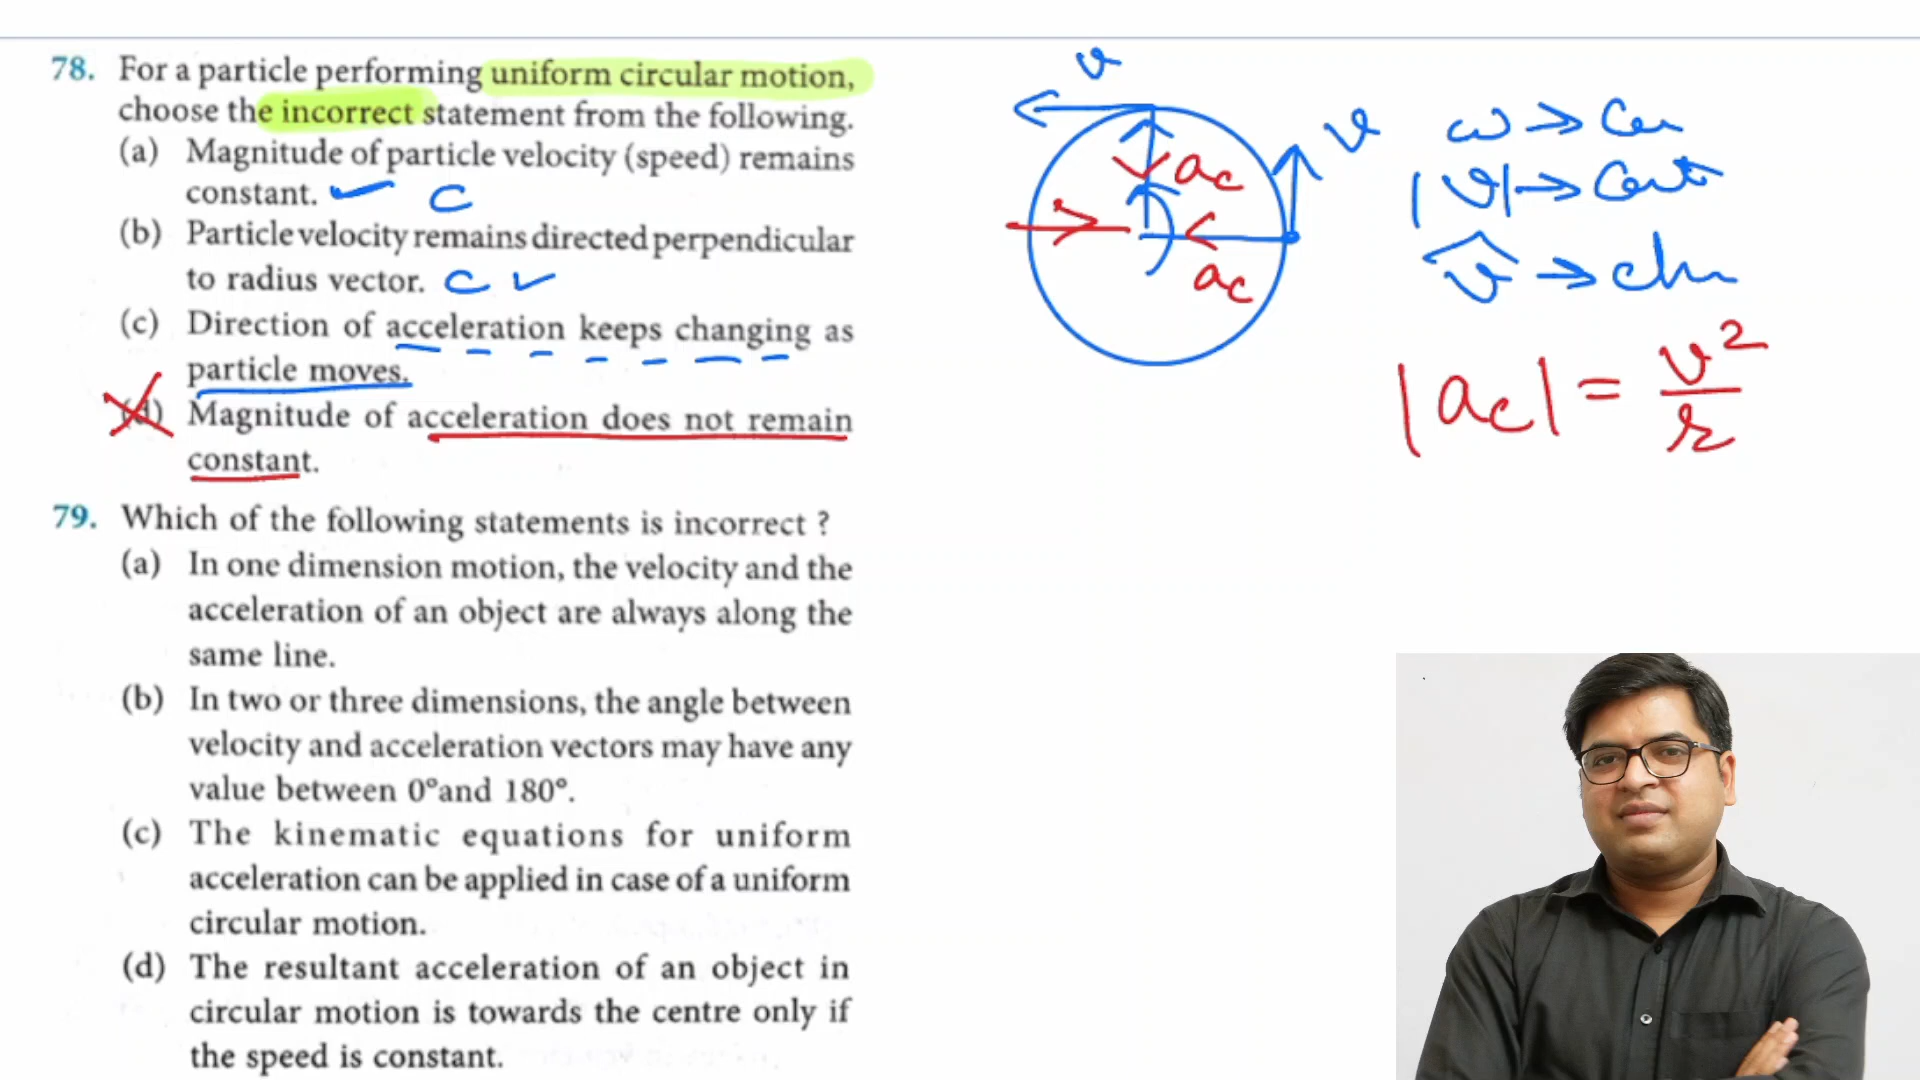 78. For a particle performing uniform circular motion,
choose the incorrect statement from the following.
(a) Magnitude of particle velocity (speed) remains
constant. ✓ C
(b) Particle velocity remains directed perpendicular
to radius vector. C ✓
(c) Direction of acceleration keeps changing as
particle moves.
(d) Magnitude of acceleration does not remain
constant.
79. Which of the following statements is incorrect ?
(a) In one dimension motion, the velocity and the
acceleration of an object are always along the
same line.
(b) In two or three dimensions, the angle between
velocity and acceleration vectors may have any
value between 0° and 180°.
(c) The kinematic equations for uniform
acceleration can be applied in case of a uniform
circular motion.
(d) The resultant acceleration of an object in
circular motion is towards the centre only if
the speed is constant.
v
v
ac
ac
ω →
|v| →
v̂ →
|ac| = v²/r